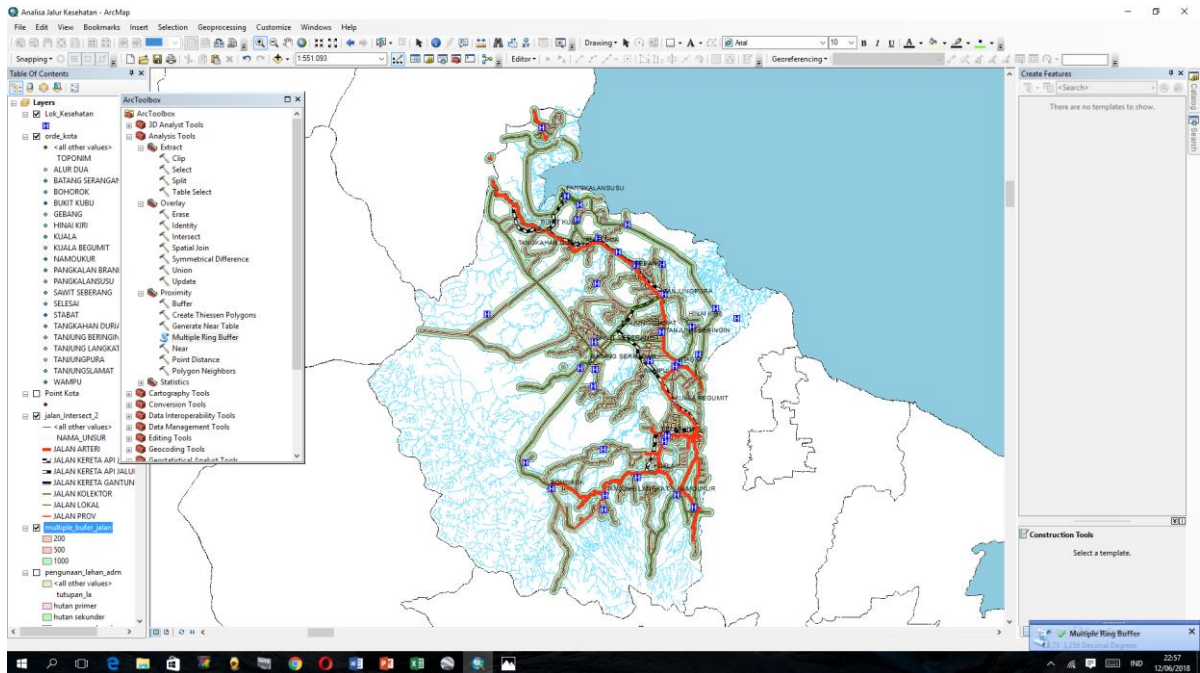 Analisa Jalur Kesehatan - ArcMap
File Edit View Bookmarks Insert Selection Geoprocessing Customize Windows Help
Drawing Arial 10 B I U A
Snapping 1:551.093 Editor Georeferencing
Table Of Contents
Layers
Lok_Kesehatan
H
orde_kota
<all other values>
TOPONIM
ALUR DUA
BATANG SERANGAN
BOHOROK
BUKIT KUBU
GEBANG
HINAI KIRI
KUALA
KUALA BEGUMIT
NAMOUKUR
PANGKALAN BRAN
PANGKALANSUSU
SAWIT SEBERANG
SELESAI
STABAT
TANGKAHAN DURI
TANJUNG BERINGIN
TANJUNG LANGKAT
TANJUNGPURA
TANJUNGSLAMAT
WAMPU
Point Kota
jalan_Intersect_2
<all other values>
NAMA_UNSUR
JALAN ARTERI
JALAN KERETA API J
JALAN KERETA API JALU
JALAN KERETA GANTUN
JALAN KOLEKTOR
JALAN LOKAL
JALAN PROV
multiple_bufer_jalan
200
500
1000
pengunaan_lahan_adm
<all other values>
tutupan_la
hutan primer
hutan sekunder
ArcToolbox
ArcToolbox
3D Analyst Tools
Analysis Tools
Extract
Clip
Select
Split
Table Select
Overlay
Erase
Identity
Intersect
Spatial Join
Symmetrical Difference
Union
Update
Proximity
Buffer
Create Thiessen Polygons
Generate Near Table
Multiple Ring Buffer
Near
Point Distance
Polygon Neighbors
Statistics
Cartography Tools
Conversion Tools
Data Interoperability Tools
Data Management Tools
Editing Tools
Geocoding Tools
Geostatistical Analyst Tools
PANGKALANSUSU
TANJUNGPURA
TANJUNG BERINGIN
KUALA BEGUMIT
Create Features
<Search>
There are no templates to show.
Construction Tools
Select a template.
Catalog
Search
Multiple Ring Buffer
IND
22:57
12/06/2018